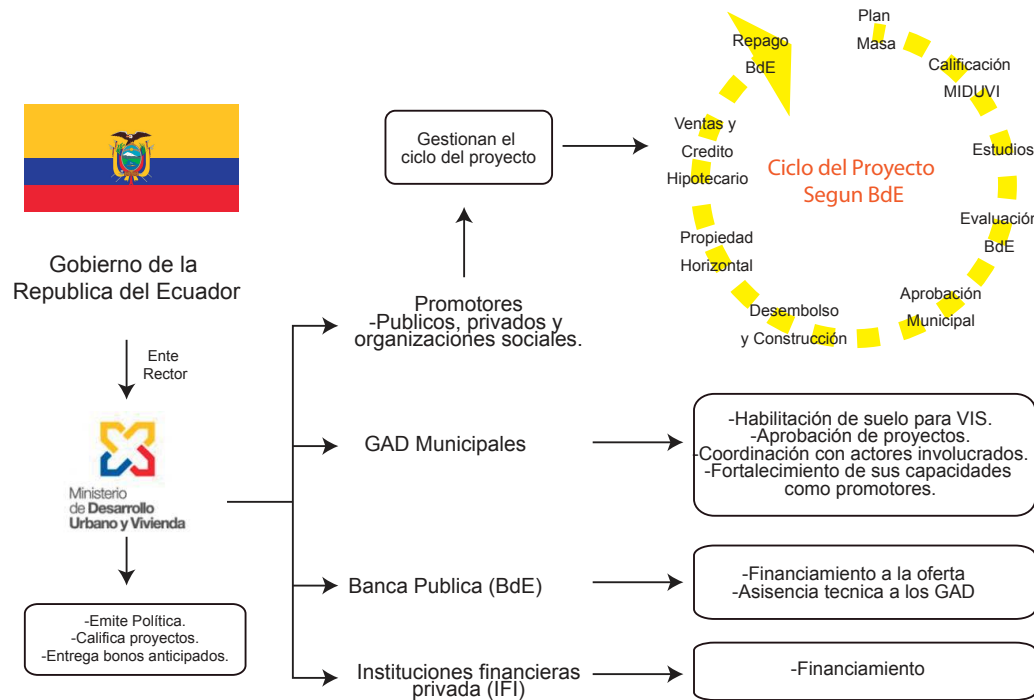 Gobierno de la
Republica del Ecuador
Ente
Rector
Ministerio
de Desarrollo
Urbano y Vivienda
-Emite Política.
-Califica proyectos.
-Entrega bonos anticipados.
Gestionan el
ciclo del proyecto
Promotores
-Publicos, privados y
organizaciones sociales.
GAD Municipales
Banca Publica (BdE)
Instituciones financieras
privada (IFI)
Ciclo del Proyecto
Segun BdE
Plan
Masa
Calificación
MIDUVI
Estudios
Evaluación
BdE
Aprobación
Municipal
Desembolso
y Construcción
Propiedad
Horizontal
Ventas y
Credito
Hipotecario
Repago
BdE
-Habilitación de suelo para VIS.
-Aprobación de proyectos.
-Coordinación con actores involucrados.
-Fortalecimiento de sus capacidades
como promotores.
-Financiamiento a la oferta
-Asisencia tecnica a los GAD
-Financiamiento